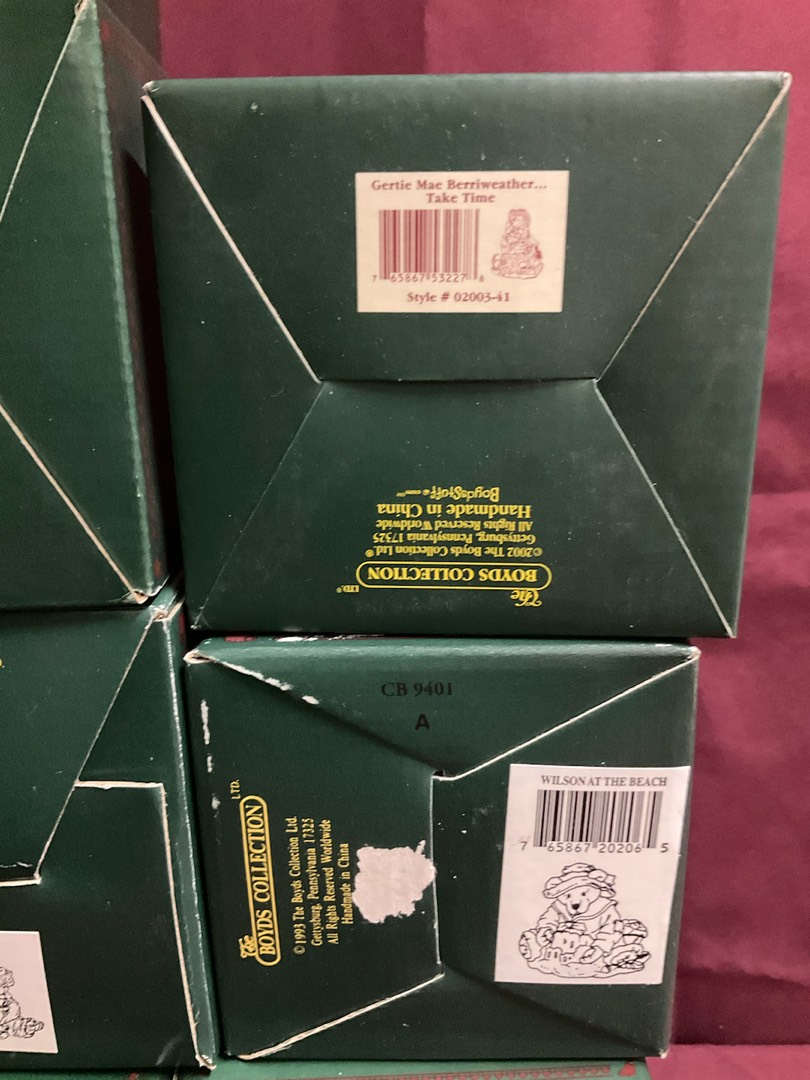 Gertie Mae Berriweather...
Take Time
7 65867 53227 8
Style # 02003-41
The
BOYDS COLLECTION
LTD.®
©2002 The Boyds Collection Ltd.®
Gettysburg, Pennsylvania 17325
All Rights Reserved Worldwide
Handmade in China
BoydsStuff.com™
CB 9401
A
The
BOYDS COLLECTION
LTD.
©1993 The Boyds Collection Ltd.
Gettysburg, Pennsylvania 17325
All Rights Reserved Worldwide
Handmade in China
WILSON AT THE BEACH
7 65867 20206 5